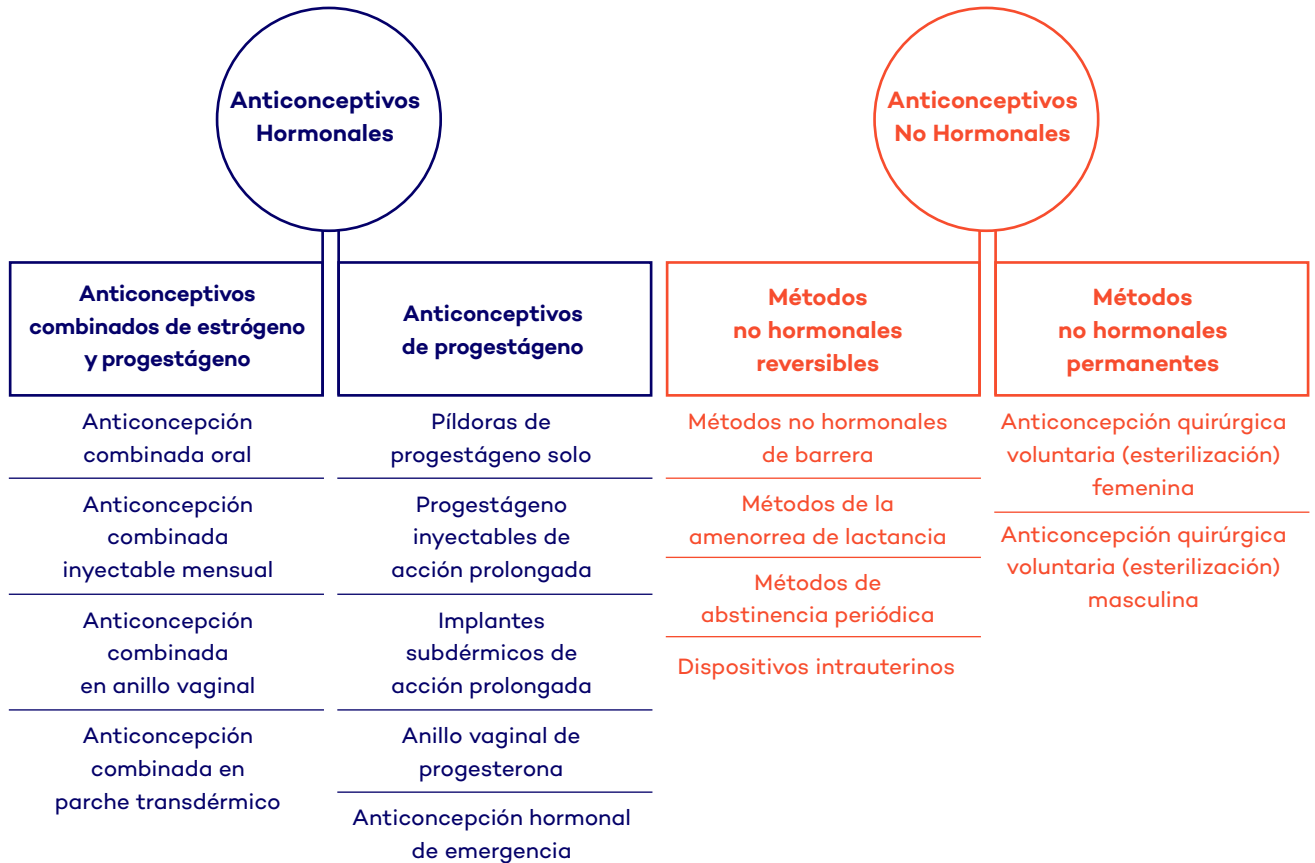 Anticonceptivos
Hormonales
Anticonceptivos
No Hormonales
Anticonceptivos
combinados de estrógeno
y progestágeno
Anticoncepción
combinada oral
Anticoncepción
combinada
inyectable mensual
Anticoncepción
combinada
en anillo vaginal
Anticoncepción
combinada en
parche transdérmico
Anticonceptivos
de progestágeno
Píldoras de
progestágeno solo
Progestágeno
inyectables de
acción prolongada
Implantes
subdérmicos de
acción prolongada
Anillo vaginal de
progesterona
Anticoncepción hormonal
de emergencia
Métodos
no hormonales
reversibles
Métodos no hormonales
de barrera
Métodos de la
amenorrea de lactancia
Métodos de
abstinencia periódica
Dispositivos intrauterinos
Métodos
no hormonales
permanentes
Anticoncepción quirúrgica
voluntaria (esterilización)
femenina
Anticoncepción quirúrgica
voluntaria (esterilización)
masculina